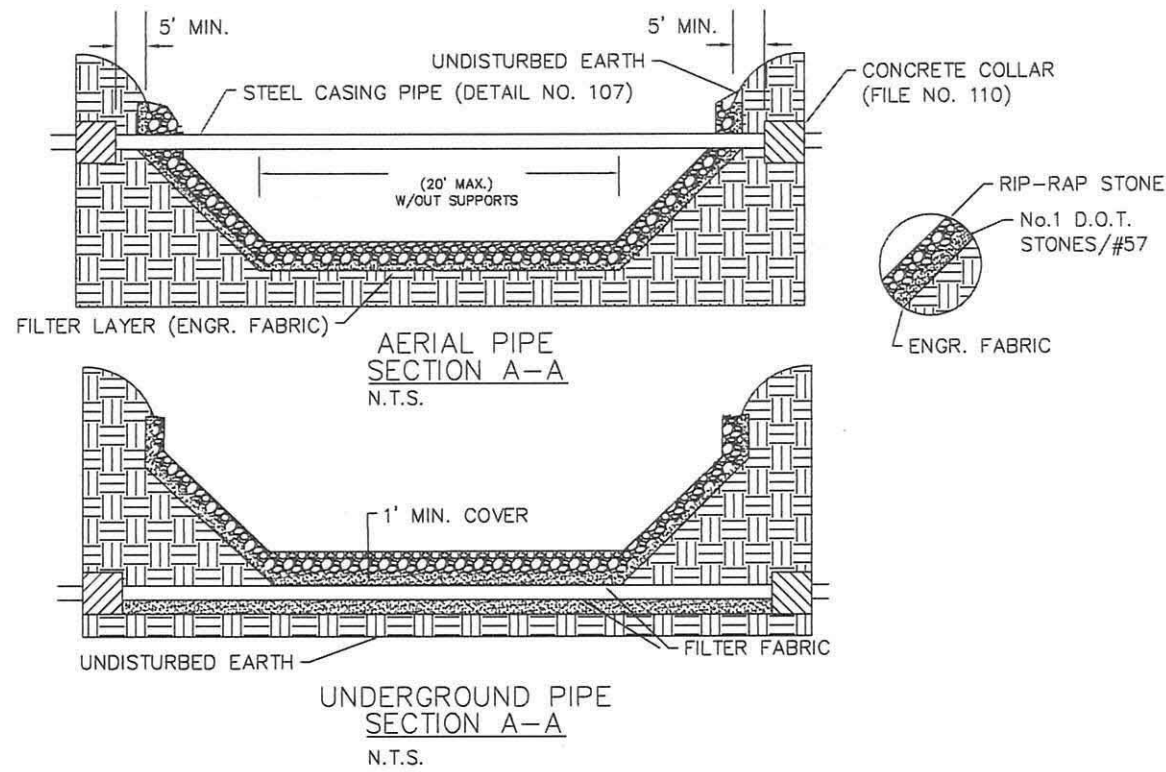 5' MIN.
5' MIN.
UNDISTURBED EARTH
CONCRETE COLLAR
(FILE NO. 110)
STEEL CASING PIPE (DETAIL NO. 107)
(20' MAX.)
W/OUT SUPPORTS
RIP-RAP STONE
No.1 D.O.T.
STONES/#57
ENGR. FABRIC
FILTER LAYER (ENGR. FABRIC)
AERIAL PIPE
SECTION A-A
N.T.S.
1' MIN. COVER
UNDISTURBED EARTH
FILTER FABRIC
UNDERGROUND PIPE
SECTION A-A
N.T.S.